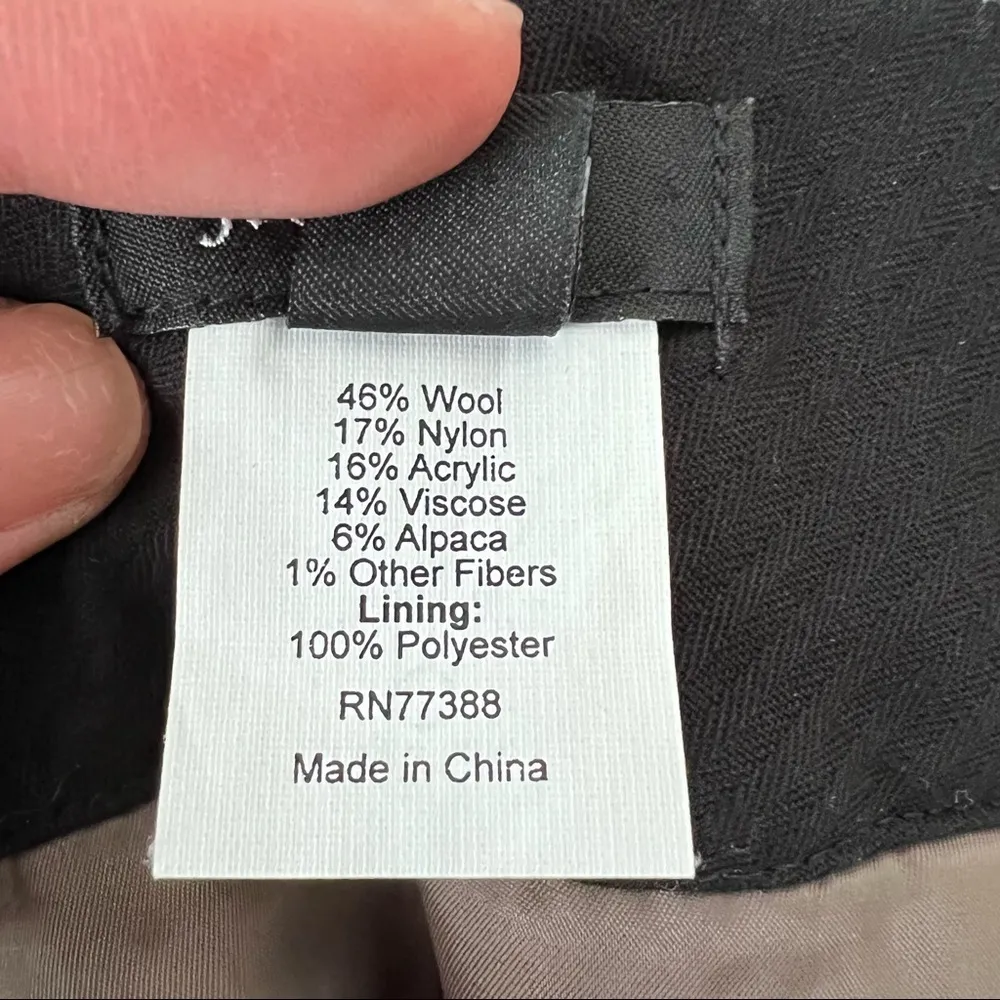 46% Wool
17% Nylon
16% Acrylic
14% Viscose
6% Alpaca
1% Other Fibers
Lining:
100% Polyester
RN77388
Made in China